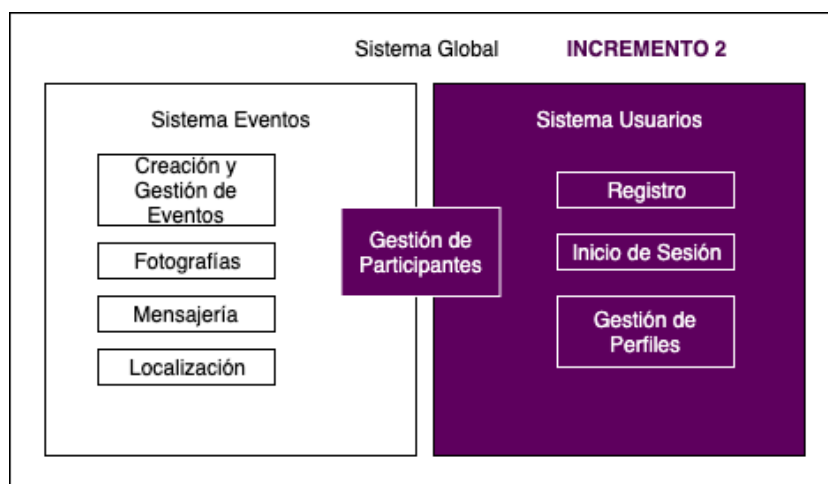 Sistema Global
INCREMENTO 2
Sistema Eventos
Creación y
Gestión de
Eventos
Fotografías
Mensajería
Localización
Gestión de
Participantes
Sistema Usuarios
Registro
Inicio de Sesión
Gestión de
Perfiles